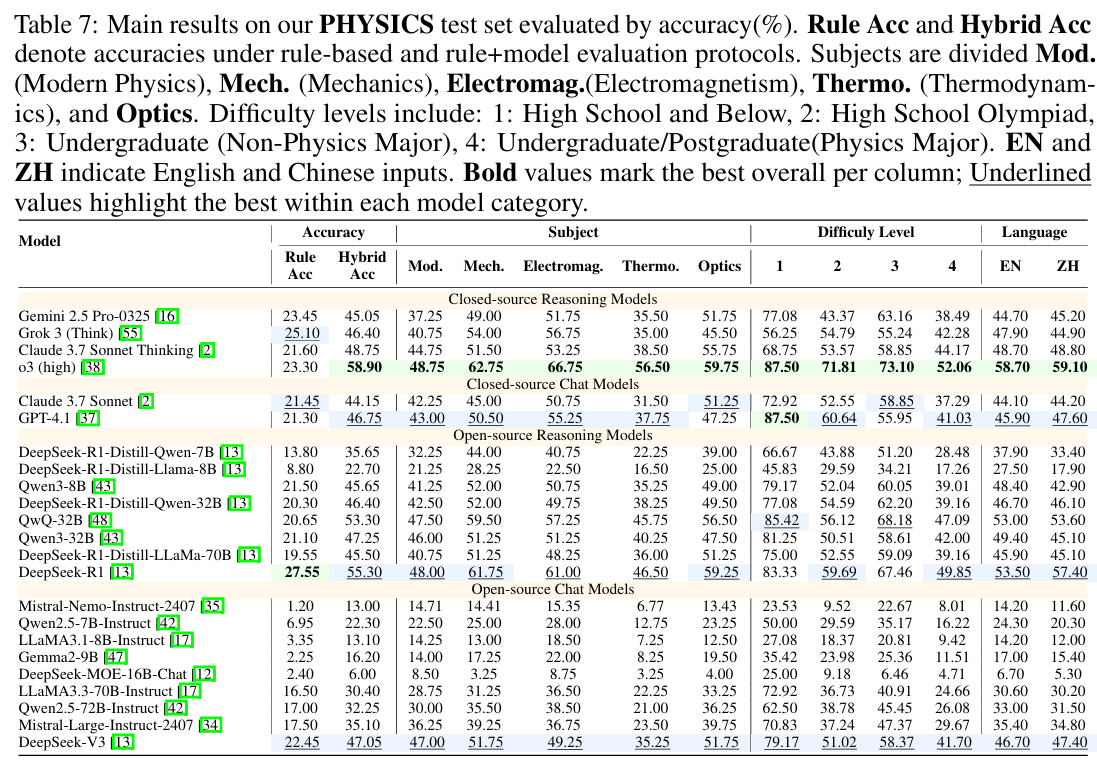 Table 7: Main results on our PHYSICS test set evaluated by accuracy(%). Rule Acc and Hybrid Acc
denote accuracies under rule-based and rule+model evaluation protocols. Subjects are divided Mod.
(Modern Physics), Mech. (Mechanics), Electromag.(Electromagnetism), Thermo. (Thermodynam-
ics), and Optics. Difficulty levels include: 1: High School and Below, 2: High School Olympiad,
3: Undergraduate (Non-Physics Major), 4: Undergraduate/Postgraduate(Physics Major). EN and
ZH indicate English and Chinese inputs. Bold values mark the best overall per column; Underlined
values highlight the best within each model category.
Model Accuracy Subject Difficuly Level Language
Rule Acc Hybrid Acc Mod. Mech. Electromag. Thermo. Optics 1 2 3 4 EN ZH
Closed-source Reasoning Models
Gemini 2.5 Pro-0325 [16] 23.45 45.05 37.25 49.00 51.75 35.50 51.75 77.08 43.37 63.16 38.49 44.70 45.20
Grok 3 (Think) [55] 25.10 46.40 40.75 54.00 56.75 35.00 45.50 56.25 54.79 55.24 42.28 47.90 44.90
Claude 3.7 Sonnet Thinking [2] 21.60 48.75 44.75 51.50 53.25 38.50 55.75 68.75 53.57 58.85 44.17 48.70 48.80
o3 (high) [38] 23.30 58.90 48.75 62.75 66.75 56.50 59.75 87.50 71.81 73.10 52.06 58.70 59.10
Closed-source Chat Models
Claude 3.7 Sonnet [2] 21.45 44.15 42.25 45.00 50.75 31.50 51.25 72.92 52.55 58.85 37.29 44.10 44.20
GPT-4.1 [37] 21.30 46.75 43.00 50.50 55.25 37.75 47.25 87.50 60.64 55.95 41.03 45.90 47.60
Open-source Reasoning Models
DeepSeek-R1-Distill-Qwen-7B [13] 13.80 35.65 32.25 44.00 40.75 22.25 39.00 66.67 43.88 51.20 28.48 37.90 33.40
DeepSeek-R1-Distill-Llama-8B [13] 8.80 22.70 21.25 28.25 22.50 16.50 25.00 45.83 29.59 34.21 17.26 27.50 17.90
Qwen3-8B [43] 21.50 45.65 41.25 52.00 50.75 35.25 49.00 79.17 52.04 60.05 39.01 48.40 42.90
DeepSeek-R1-Distill-Qwen-32B [13] 20.30 46.40 42.50 52.00 49.75 38.25 49.50 77.08 54.59 62.20 39.16 46.70 46.10
QwQ-32B [48] 20.65 53.30 47.50 59.50 57.25 45.75 56.50 85.42 56.12 68.18 47.09 53.00 53.60
Qwen3-32B [43] 21.10 47.25 46.00 51.25 51.25 40.25 47.50 81.25 50.51 58.61 42.00 49.40 45.10
DeepSeek-R1-Distill-LLaMa-70B [13] 19.55 45.50 40.75 51.25 48.25 36.00 51.25 75.00 52.55 59.09 39.16 45.90 45.10
DeepSeek-R1 [13] 27.55 55.30 48.00 61.75 61.00 46.50 59.25 83.33 59.69 67.46 49.85 53.50 57.40
Open-source Chat Models
Mistral-Nemo-Instruct-2407 [35] 1.20 13.00 14.71 14.41 15.35 6.77 13.43 23.53 9.52 22.67 8.01 14.20 11.60
Qwen2.5-7B-Instruct [42] 6.95 22.30 22.50 25.00 28.00 12.75 23.25 50.00 29.59 35.17 16.22 24.30 20.30
LLaMA3.1-8B-Instruct [17] 3.35 13.10 14.25 13.00 18.50 7.25 12.50 27.08 18.37 20.81 9.42 14.20 12.00
Gemma2-9B [47] 2.25 16.20 14.00 17.25 22.00 8.25 19.50 35.42 23.98 25.36 11.51 17.00 15.40
DeepSeek-MOE-16B-Chat [12] 2.40 6.00 8.50 3.25 8.75 3.25 4.00 25.00 9.18 6.46 4.71 6.70 5.30
LLaMA3.3-70B-Instruct [17] 16.50 30.40 28.75 31.25 36.50 22.25 33.25 72.92 36.73 40.91 24.66 30.60 30.20
Qwen2.5-72B-Instruct [42] 17.00 32.25 30.00 35.50 38.50 21.00 36.25 62.50 38.78 45.45 26.08 33.00 31.50
Mistral-Large-Instruct-2407 [34] 17.50 35.10 36.25 39.25 36.75 23.50 39.75 70.83 37.24 47.37 29.67 35.40 34.80
DeepSeek-V3 [13] 22.45 47.05 47.00 51.75 49.25 35.25 51.75 79.17 51.02 58.37 41.70 46.70 47.40